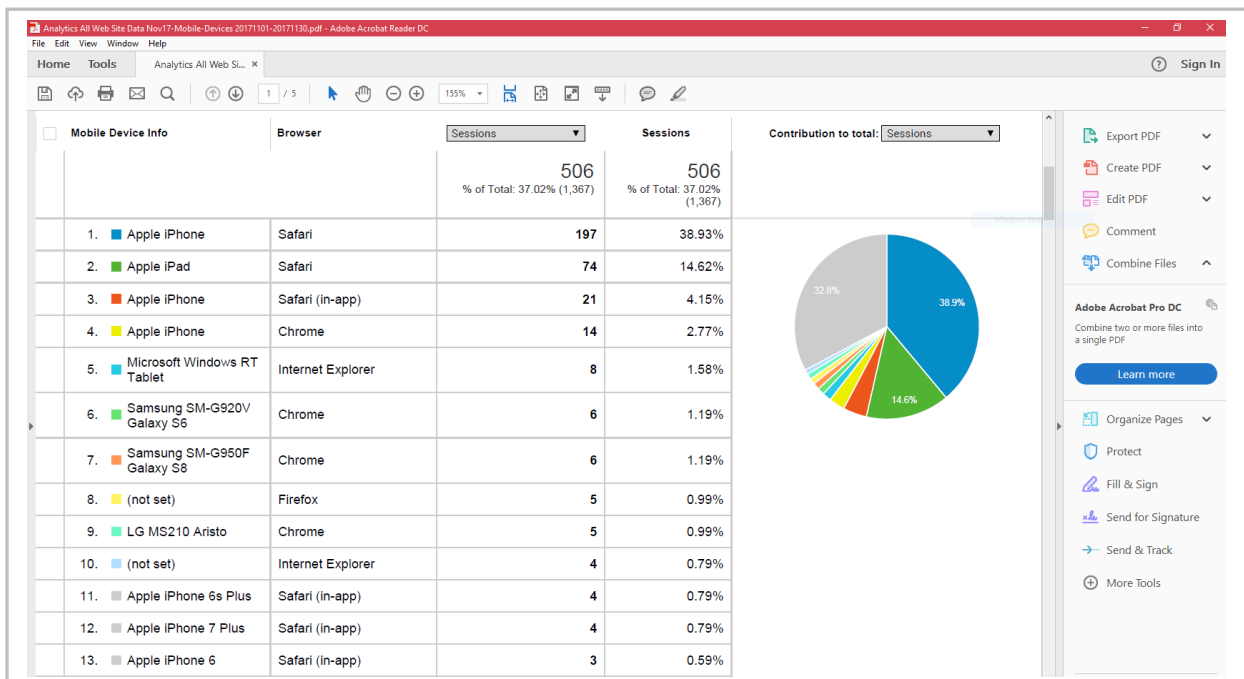 Analytics All Web Site Data Nov17-Mobile-Devices 20171101-20171130.pdf - Adobe Acrobat Reader DC
File Edit View Window Help
Home Tools Analytics All Web Si... × Sign In
1 / 5 155%
Mobile Device Info Browser Sessions Sessions Contribution to total: Sessions
506 506
% of Total: 37.02% (1,367) % of Total: 37.02%
(1,367)
1. Apple iPhone Safari 197 38.93%
2. Apple iPad Safari 74 14.62%
3. Apple iPhone Safari (in-app) 21 4.15%
4. Apple iPhone Chrome 14 2.77%
5. Microsoft Windows RT
Tablet Internet Explorer 8 1.58%
6. Samsung SM-G920V
Galaxy S6 Chrome 6 1.19%
7. Samsung SM-G950F
Galaxy S8 Chrome 6 1.19%
8. (not set) Firefox 5 0.99%
9. LG MS210 Aristo Chrome 5 0.99%
10. (not set) Internet Explorer 4 0.79%
11. Apple iPhone 6s Plus Safari (in-app) 4 0.79%
12. Apple iPhone 7 Plus Safari (in-app) 4 0.79%
13. Apple iPhone 6 Safari (in-app) 3 0.59%
32.8%
38.9%
14.6%
Export PDF
Create PDF
Edit PDF
Comment
Combine Files
Adobe Acrobat Pro DC
Combine two or more files into
a single PDF
Learn more
Organize Pages
Protect
Fill & Sign
Send for Signature
Send & Track
More Tools